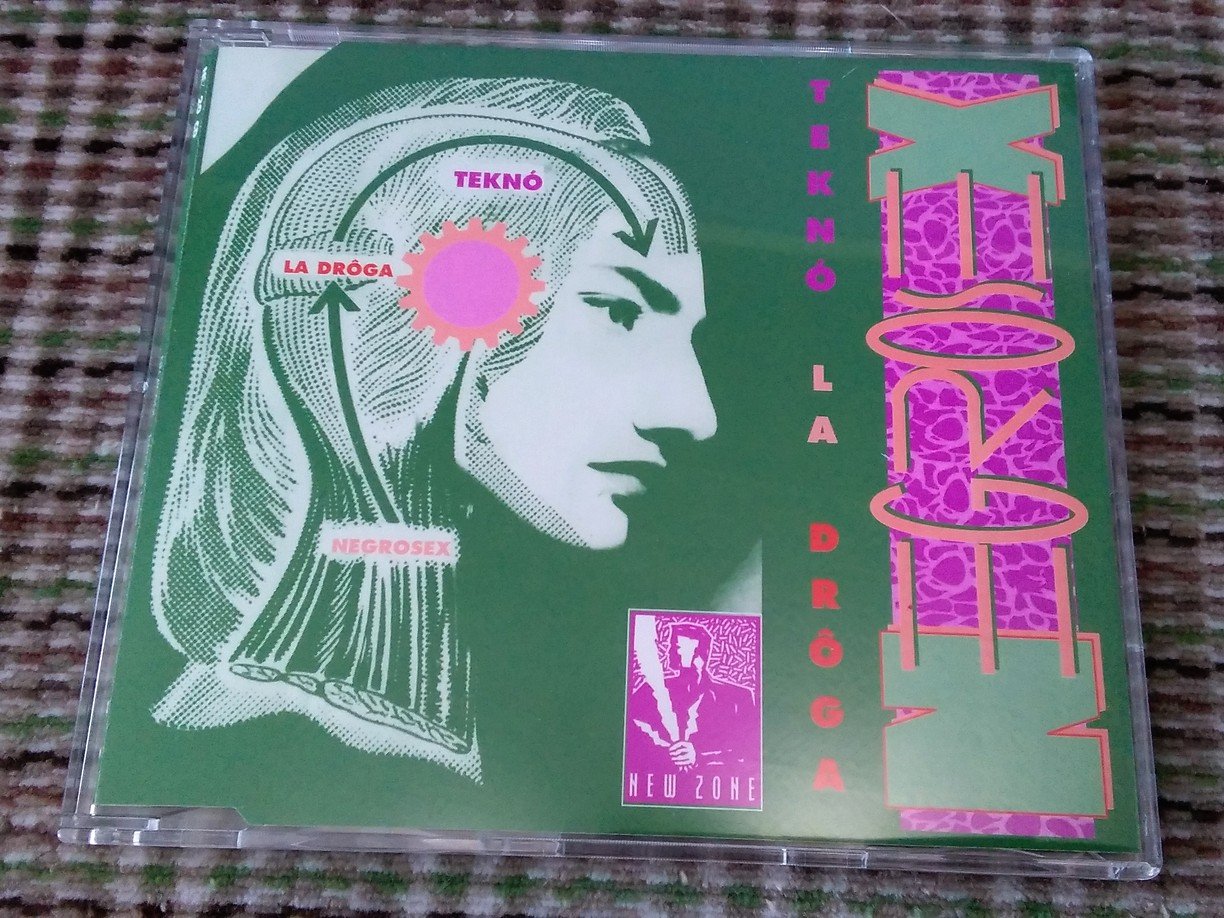 TEKNÓ
LA DRÔGA
NEGROSEX
NEW ZONE
TEKNÓ LA DRÔGA
NEGROSEX